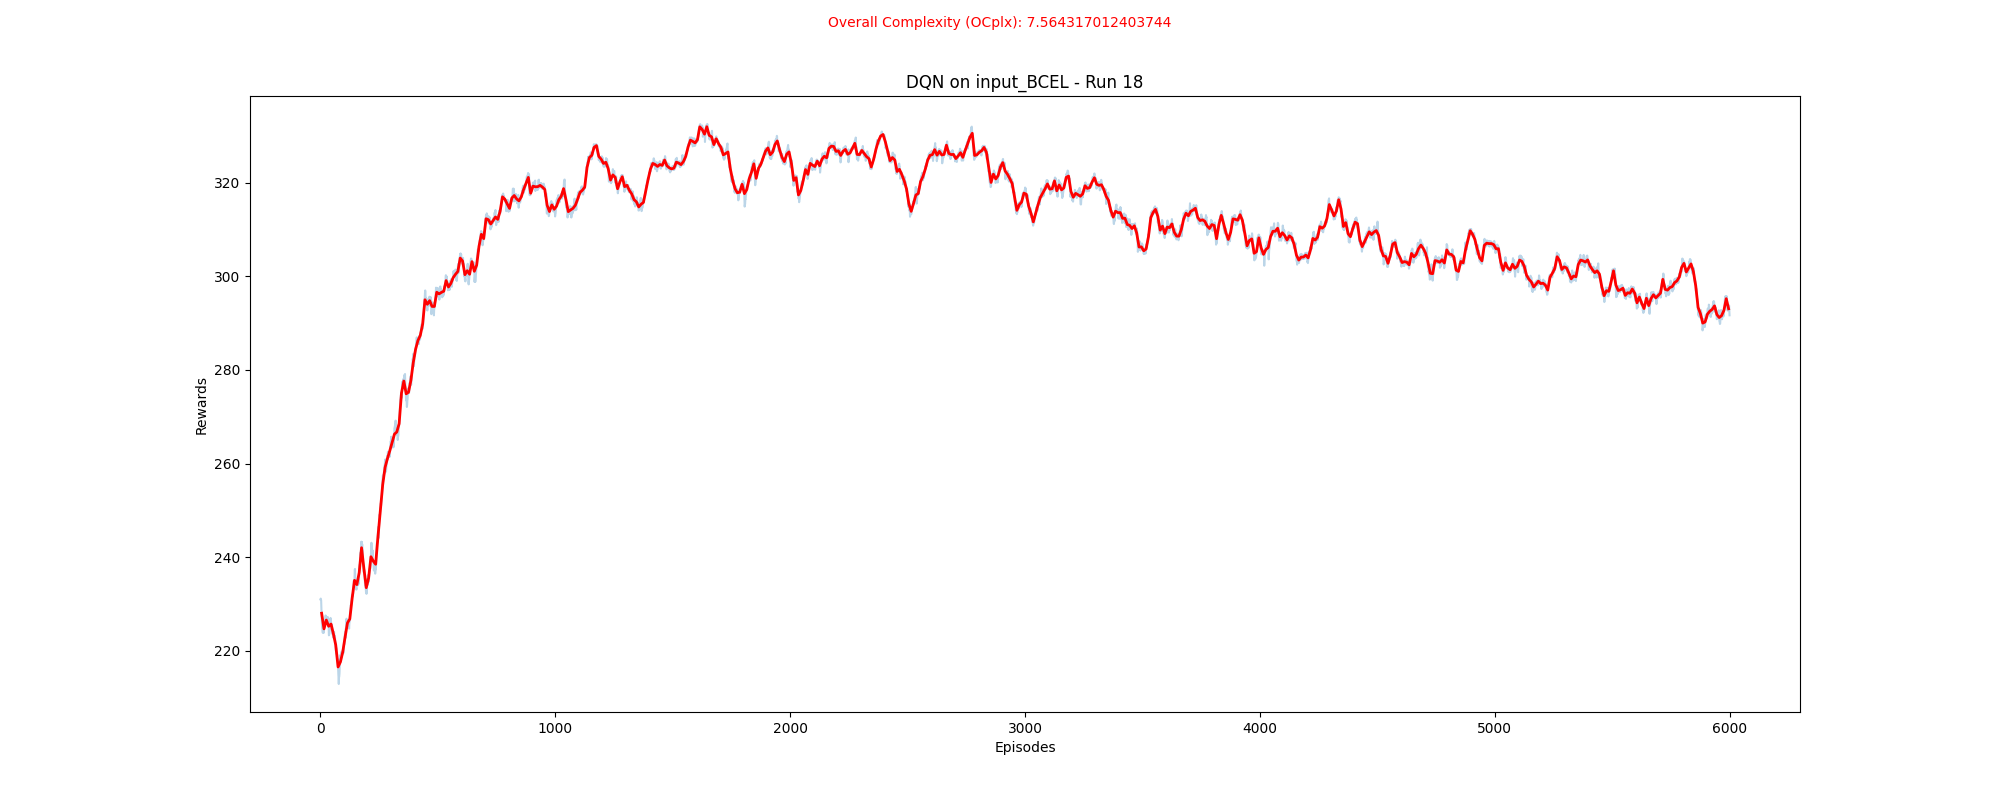 Overall Complexity (OCplx): 7.564317012403744
DQN on input_BCEL - Run 18
Rewards
320
300
280
260
240
220
0 1000 2000 3000 4000 5000 6000
Episodes